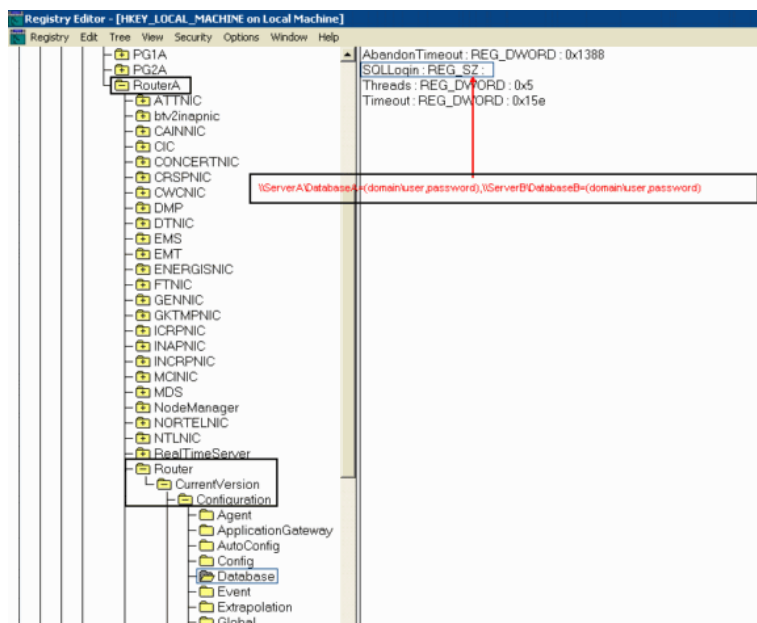 Registry Editor - [HKEY_LOCAL_MACHINE on Local Machine]
Registry Edit Tree View Security Options Window Help
PG1A
PG2A
RouterA
ATTNIC
btv2inapnic
CAINNIC
CIC
CONCERTNIC
CRSPNIC
CWCNIC
DMP
DTNIC
EMS
EMT
ENERGISNIC
FTNIC
GENNIC
GKTMPNIC
ICRPNIC
INAPNIC
INCRPNIC
MCINIC
MDS
NodeManager
NORTELNIC
NTLNIC
RealTimeServer
Router
CurrentVersion
Configuration
Agent
ApplicationGateway
AutoConfig
Config
Database
Event
Extrapolation
Global
AbandonTimeout : REG_DWORD : 0x1388
SQLLogin : REG_SZ :
Threads : REG_DWORD : 0x5
Timeout : REG_DWORD : 0x15e
\\ServerA\DatabaseA=(domain\user,password),\\ServerB\DatabaseB=(domain\user,password)